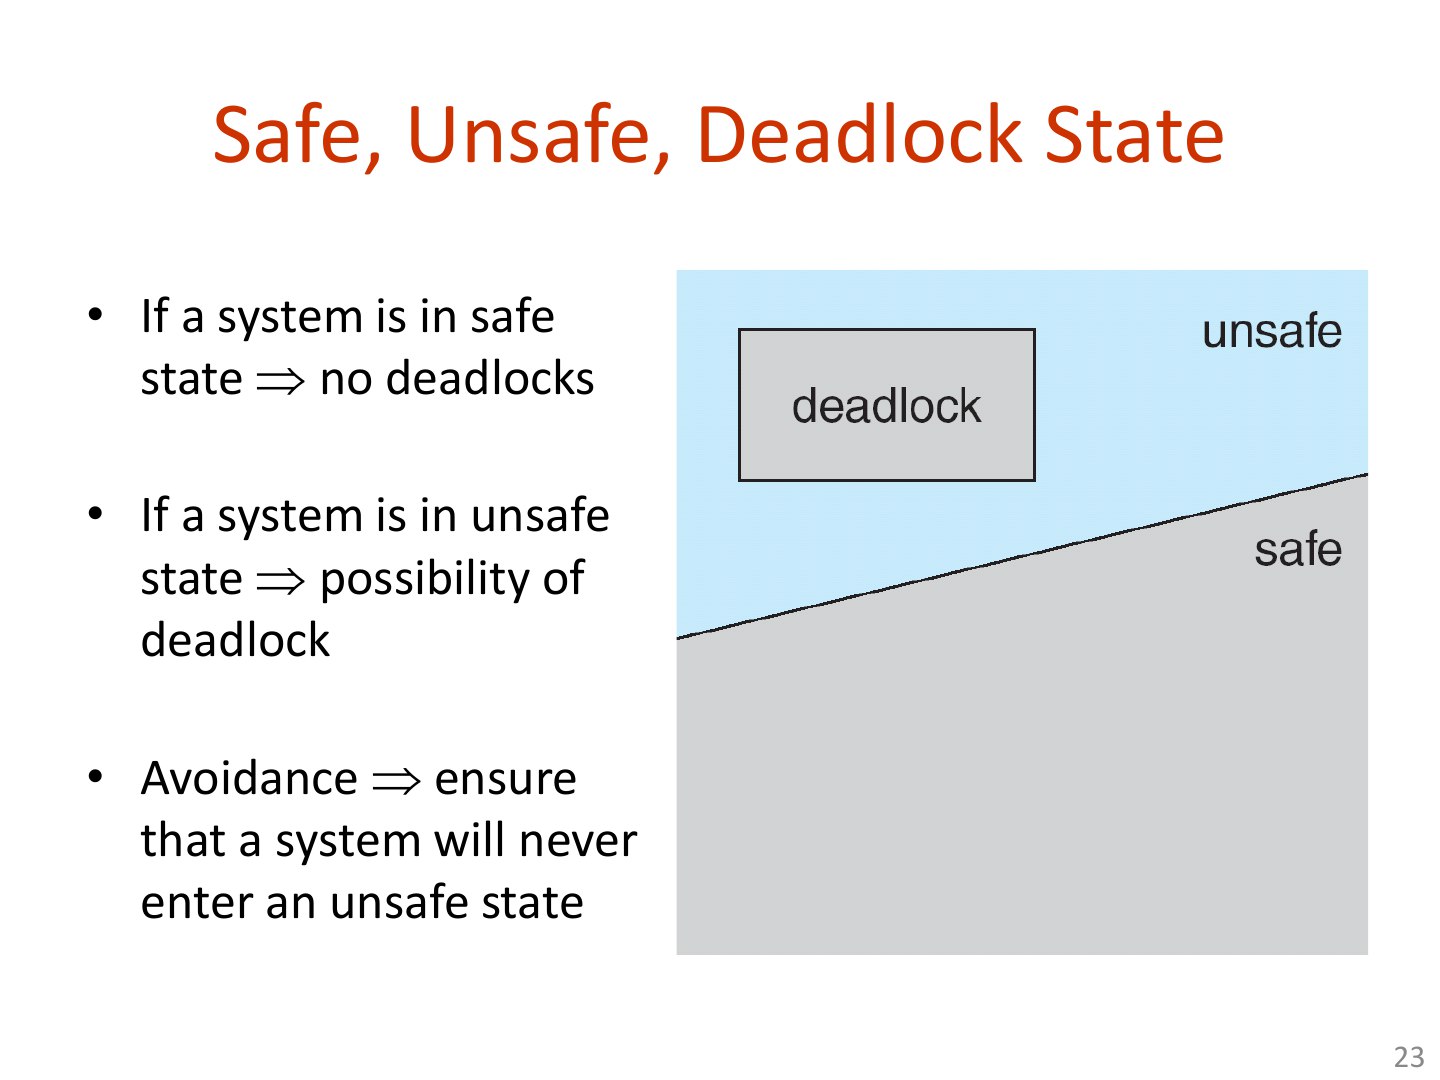 Safe, Unsafe, Deadlock State
• If a system is in safe
state ⇒ no deadlocks
• If a system is in unsafe
state ⇒ possibility of
deadlock
• Avoidance ⇒ ensure
that a system will never
enter an unsafe state
unsafe
deadlock
safe
23